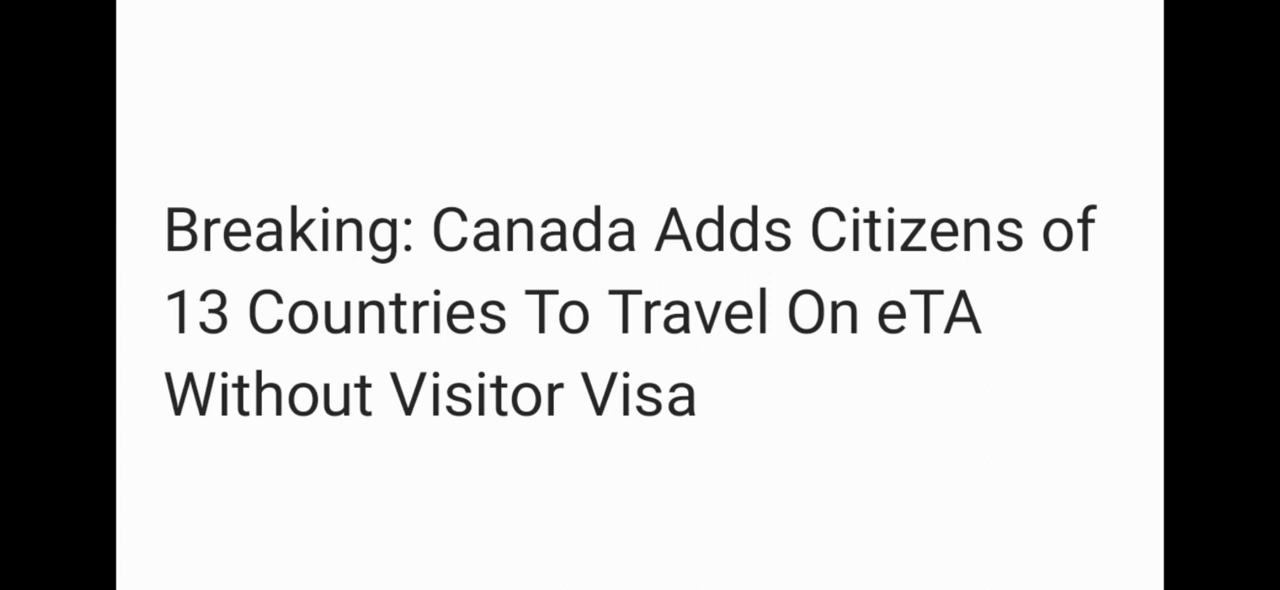 Breaking: Canada Adds Citizens of
13 Countries To Travel On eTA
Without Visitor Visa